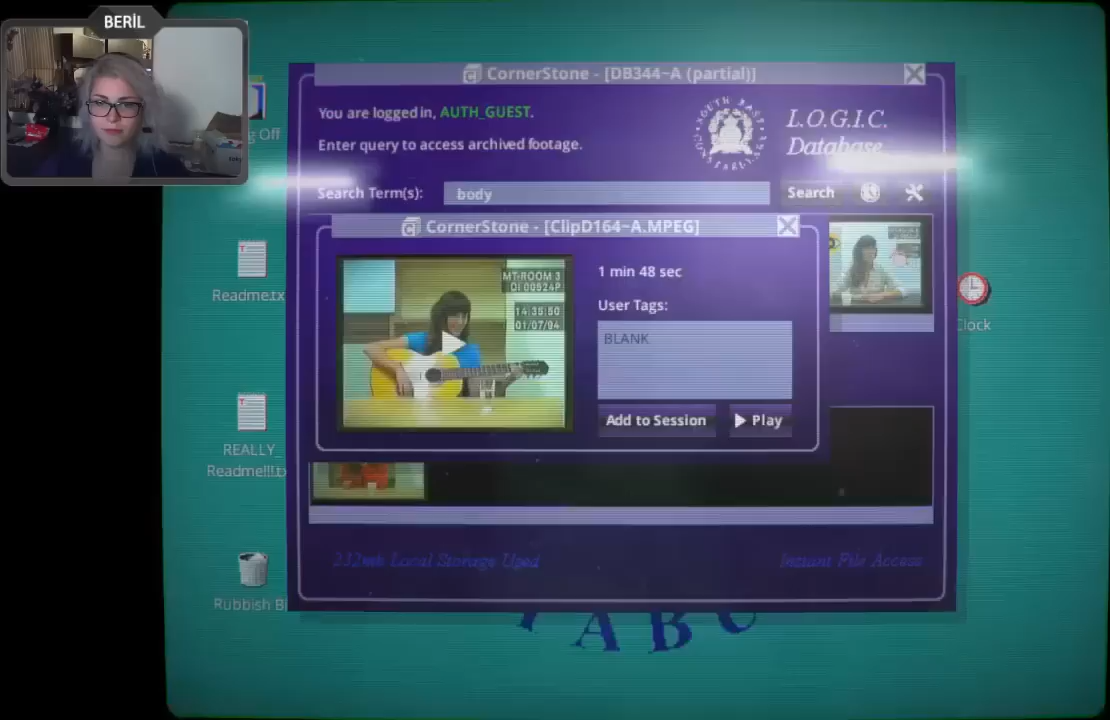 BERİL
CornerStone - [DB344~A (partial)]
You are logged in, AUTH_GUEST.
Enter query to access archived footage.
L.O.G.I.C.
Database
Search Term(s):
body
Search
CornerStone - [ClipD164~A.MPEG]
1 min 48 sec
User Tags:
BLANK
MT-ROOM 3
14:35:50
01/07/94
Add to Session
Play
Readme.tx
Clock
REALLY_
Readme!!!.tx
Rubbish Bi
Local Storage Used
Instant File Access